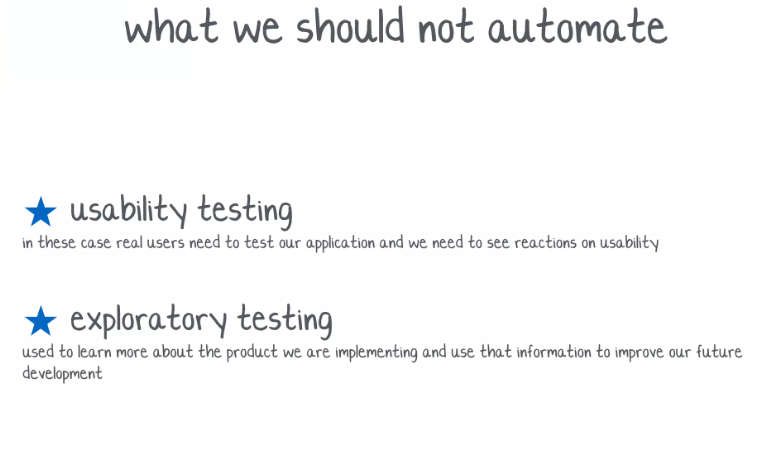 what we should not automate
usability testing
in these case real users need to test our application and we need to see reactions on usability
exploratory testing
used to learn more about the product we are implementing and use that information to improve our future
development